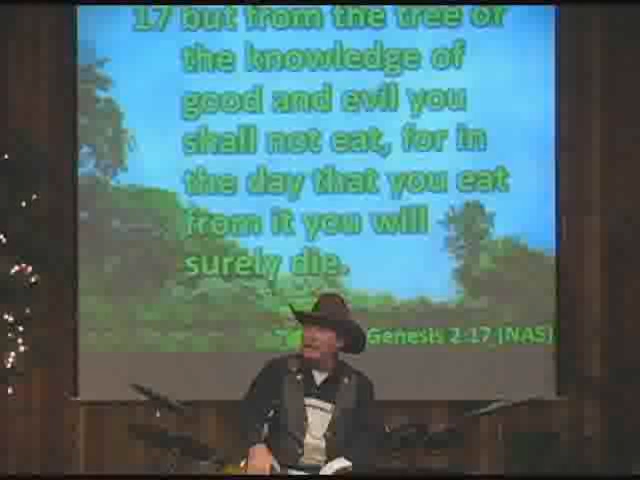 17 but from the tree of
the knowledge of
good and evil you
shall not eat, for in
the day that you eat
from it you will
surely die.
Genesis 2:17 (NAS)